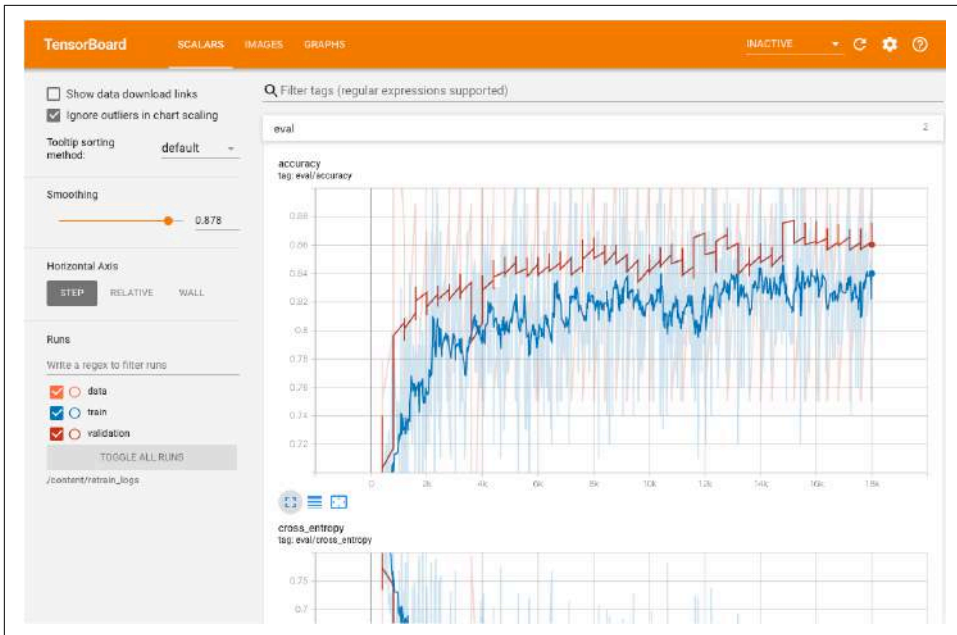 TensorBoard
SCALARS IMAGES GRAPHS
INACTIVE
Show data download links
Ignore outliers in chart scaling
Tooltip sorting
method:
default
Smoothing
0.878
Horizontal Axis
STEP RELATIVE WALL
Runs
Write a regex to filter runs
data
train
validation
TOGGLE ALL RUNS
/content/retrain_logs
Filter tags (regular expressions supported)
eval
2
accuracy
tag: eval/accuracy
0.88
0.86
0.84
0.82
0.8
0.78
0.76
0.74
0.72
0 2k 4k 6k 8k 10k 12k 14k 16k 18k
cross_entropy
tag: eval/cross_entropy
0.75
0.7